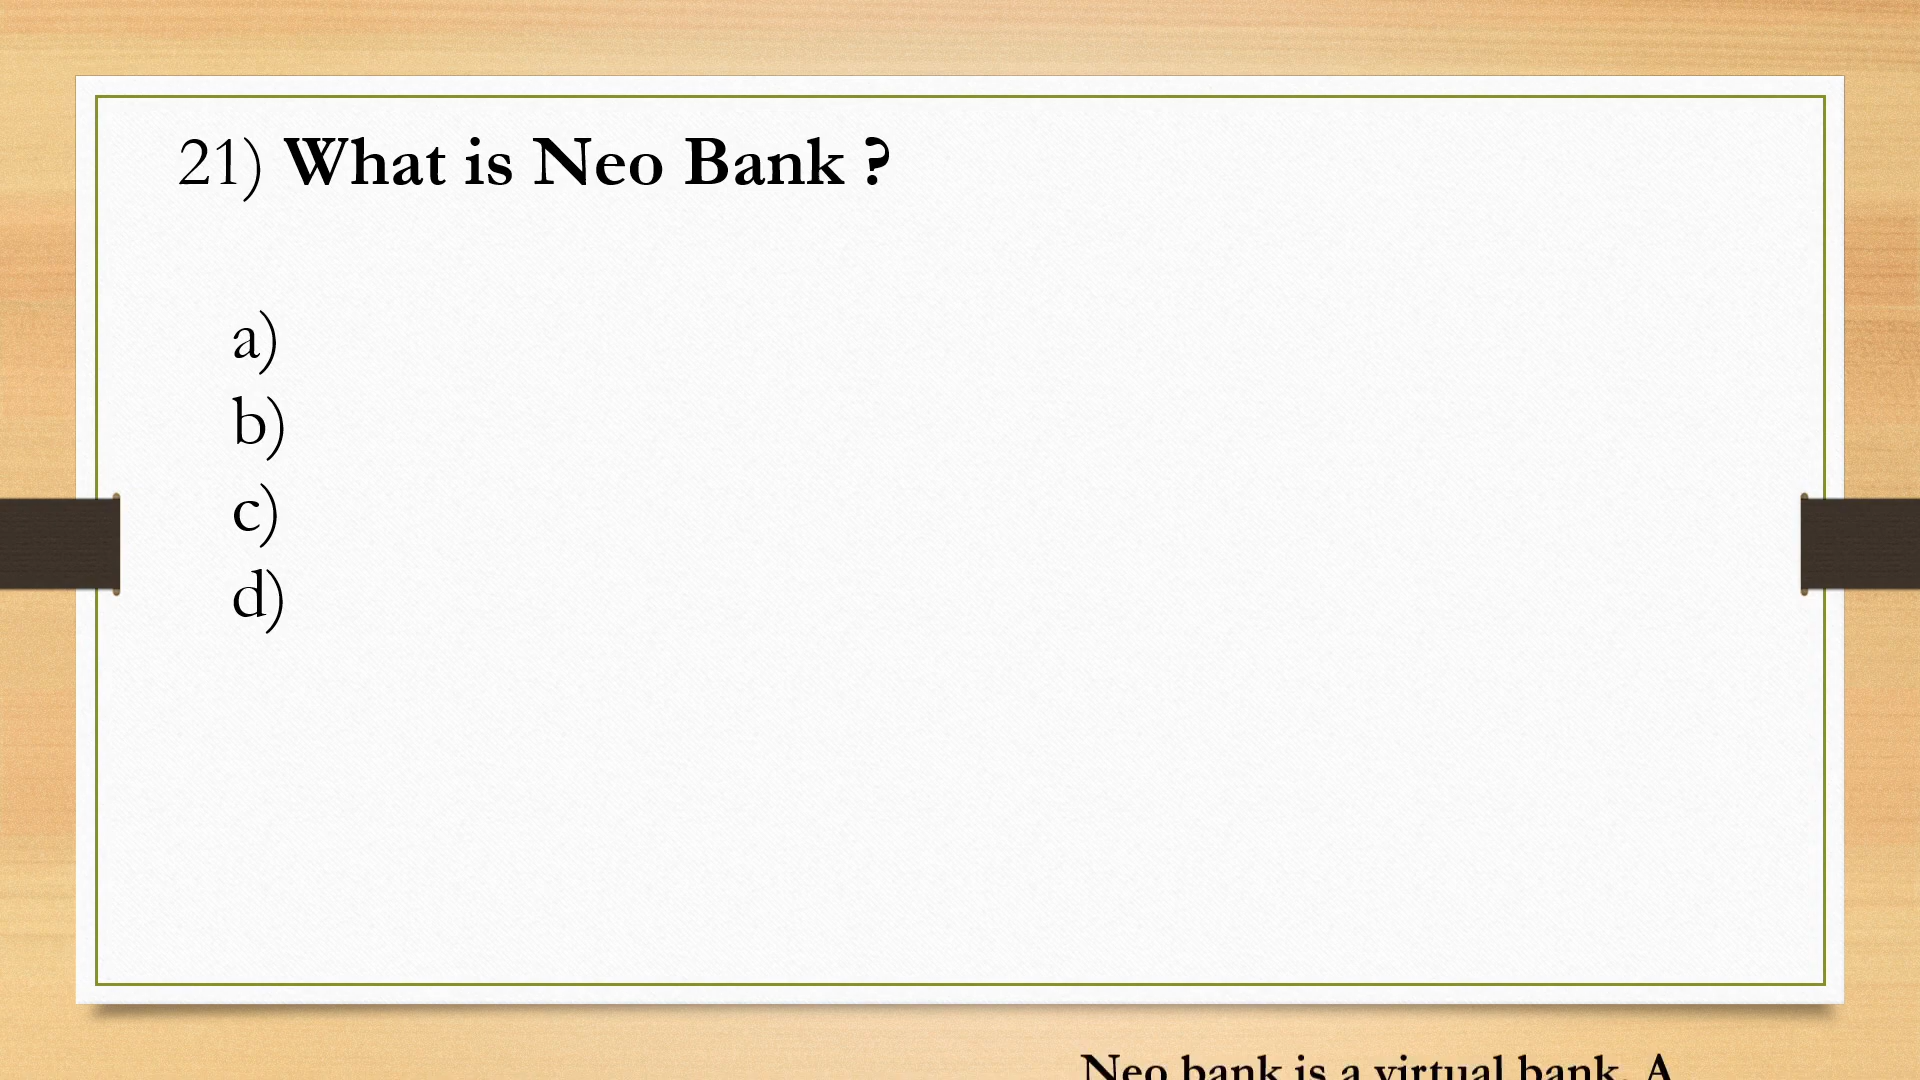 21) What is Neo Bank ?
a)
b)
c)
d)
Neo bank is a virtual bank. A